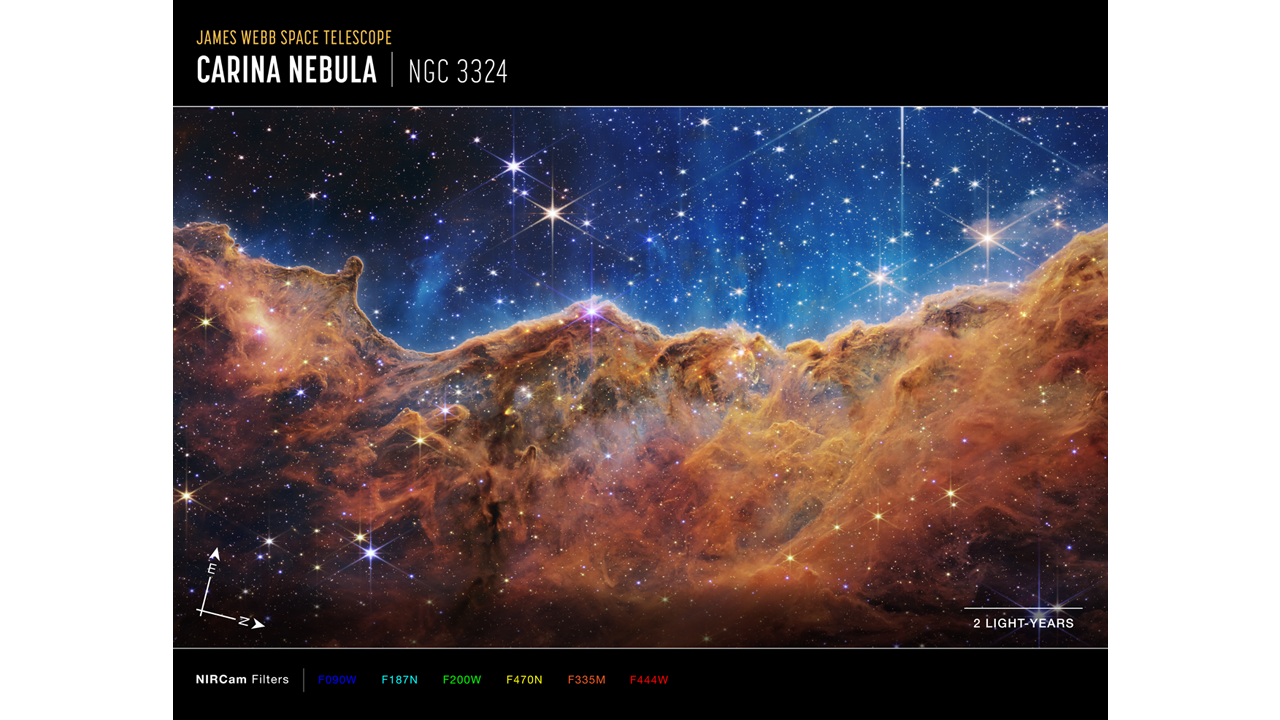 JAMES WEBB SPACE TELESCOPE
CARINA NEBULA | NGC 3324
E
N
2 LIGHT-YEARS
NIRCam Filters | F090W F187N F200W F470N F335M F444W